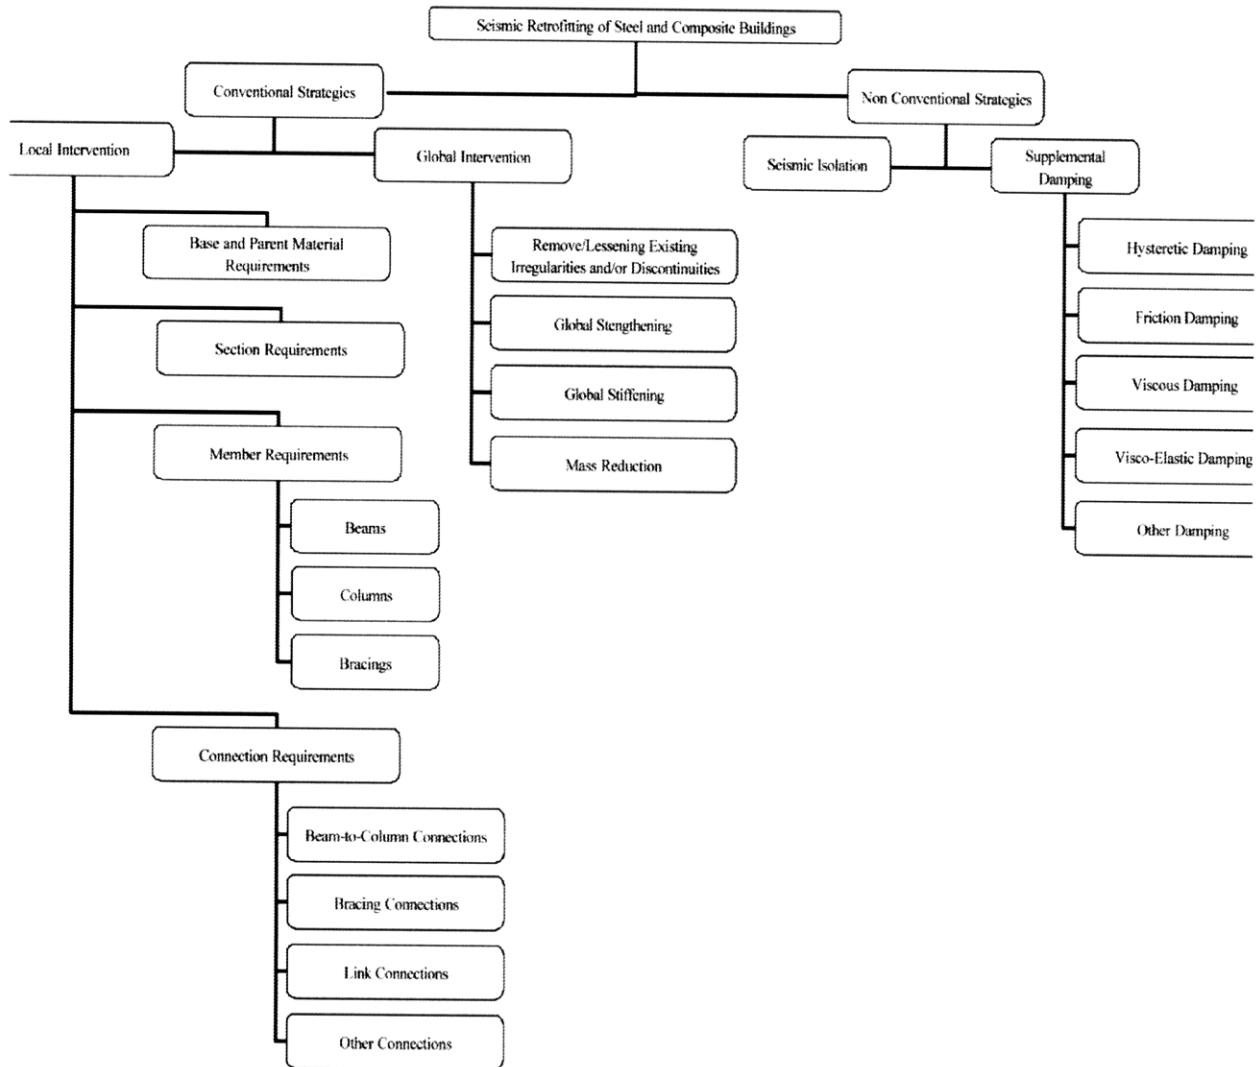 Seismic Retrofitting of Steel and Composite Buildings
Conventional Strategies
Non Conventional Strategies
Local Intervention
Global Intervention
Seismic Isolation
Supplemental
Damping
Base and Parent Material
Requirements
Section Requirements
Member Requirements
Beams
Columns
Bracings
Connection Requirements
Beam-to-Column Connections
Bracing Connections
Link Connections
Other Connections
Remove/Lessening Existing
Irregularities and/or Discontinuities
Global Stengthening
Global Stiffening
Mass Reduction
Hysteretic Damping
Friction Damping
Viscous Damping
Visco-Elastic Damping
Other Damping